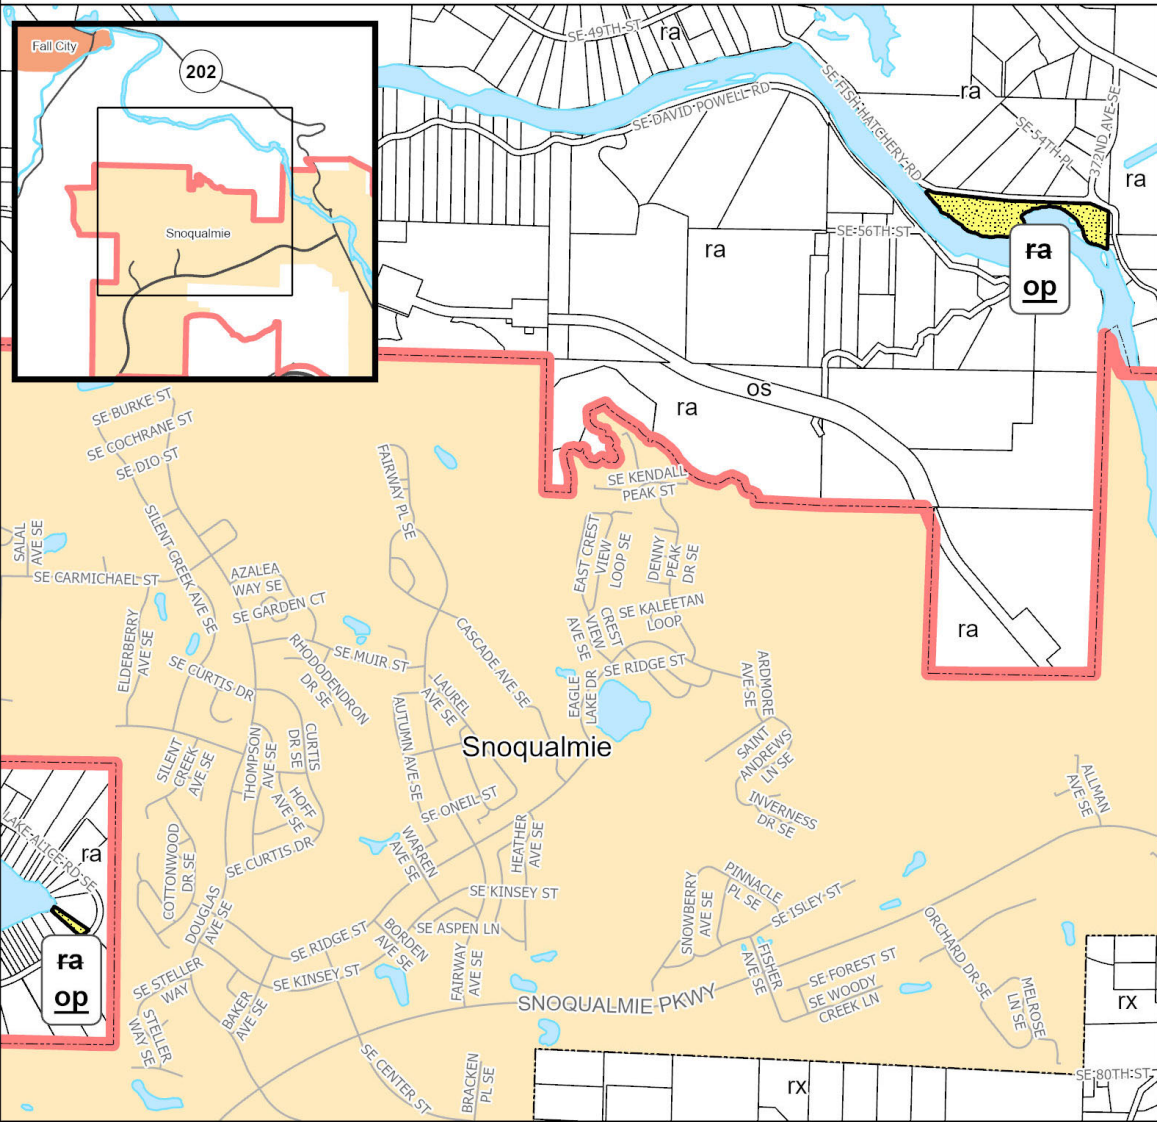 Fall City
202
Snoqualmie
SE 49TH ST
ra
SE DAVID POWELL RD
SE FISH HATCHERY RD
ra
SE 54TH PL
372ND AVE SE
ra
ra
SE 56TH ST
ra
op
os
ra
SE BURKE ST
SE COCHRANE ST
SE DIO ST
FAIRWAY PL SE
SE KENDALL
PEAK ST
SILENT CREEK AVE SE
SALAL
AVE SE
SE CARMICHAEL ST
AZALEA
WAY SE
SE GARDEN CT
EAST CREST
VIEW
LOOP SE
DENNY
PEAK
DR SE
SE KALEETAN
LOOP
CREST
VIEW
AVE SE
ra
ELDERBERRY
AVE SE
SE CURTIS DR
RHODODENDRON
DR SE
SE MUIR ST
CASCADE AVE SE
SE RIDGE ST
EAGLE
LAKE DR
ARDMORE
AVE SE
LAUREL
AVE SE
AUTUMN AVE SE
Snoqualmie
SAINT
ANDREWS
LN SE
SILENT
CREEK
AVE SE
THOMPSON
AVE SE
CURTIS
DR SE
HOFF
AVE SE
SE ONEIL ST
INVERNESS
DR SE
ALLMAN
AVE SE
LAKE ALICE RD SE
ra
ra
op
COTTONWOOD
DR SE
SE CURTIS DR
WARREN
AVE SE
HEATHER
AVE SE
SE KINSEY ST
PINNACLE
PL SE
SNOWBERRY
AVE SE
SE ISLEY ST
DOUGLAS
AVE SE
SE RIDGE ST
BORDEN
AVE SE
SE ASPEN LN
ORCHARD DR SE
SE STELLER
WAY
SE KINSEY ST
FAIRWAY
AVE SE
FISHER
AVE SE
SE FOREST ST
SE WOODY
CREEK LN
MELROSE
LN SE
STELLER
WAY SE
BAKER
AVE SE
SNOQUALMIE PKWY
rx
SE CENTER ST
BRACKEN
PL SE
rx
SE 80TH ST